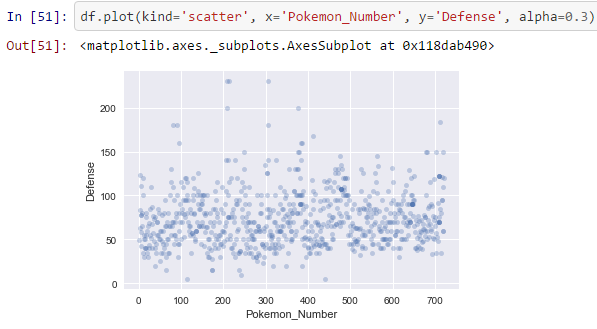 In [51]: df.plot(kind='scatter', x='Pokemon_Number', y='Defense', alpha=0.3)
Out[51]: <matplotlib.axes._subplots.AxesSubplot at 0x118dab490>
200
150
100
50
0
Defense
0 100 200 300 400 500 600 700
Pokemon_Number